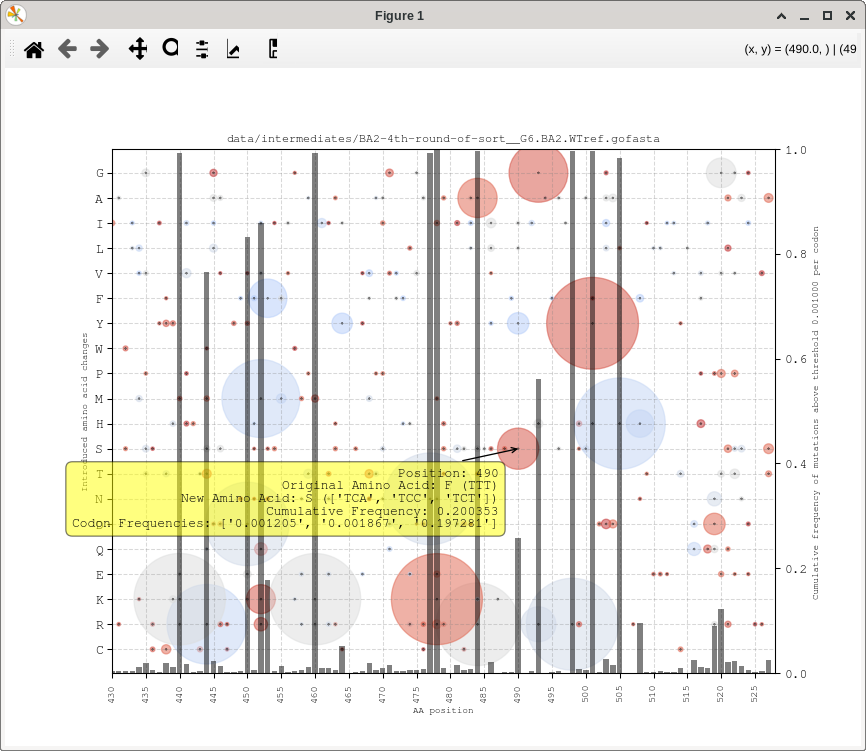 Figure 1
(x, y) = (490.0, ) | (49
data/intermediates/BA2-4th-round-of-sort__G6.BA2.WTref.gofasta
G
A
I
L
V
F
Y
W
P
M
H
S
T
N
Q
E
K
R
C
Introduced amino acid changes
Position: 490
Original Amino Acid: F (TTT)
New Amino Acid: S (['TCA', 'TCC', 'TCT'])
Cumulative Frequency: 0.200353
Codon Frequencies: ['0.001205', '0.001867', '0.197281']
1.0
0.8
0.6
0.4
0.2
0.0
Cumulative frequency of mutations above threshold 0.001000 per codon
430
435
440
445
450
455
460
465
470
475
480
485
490
495
500
505
510
515
520
525
AA position